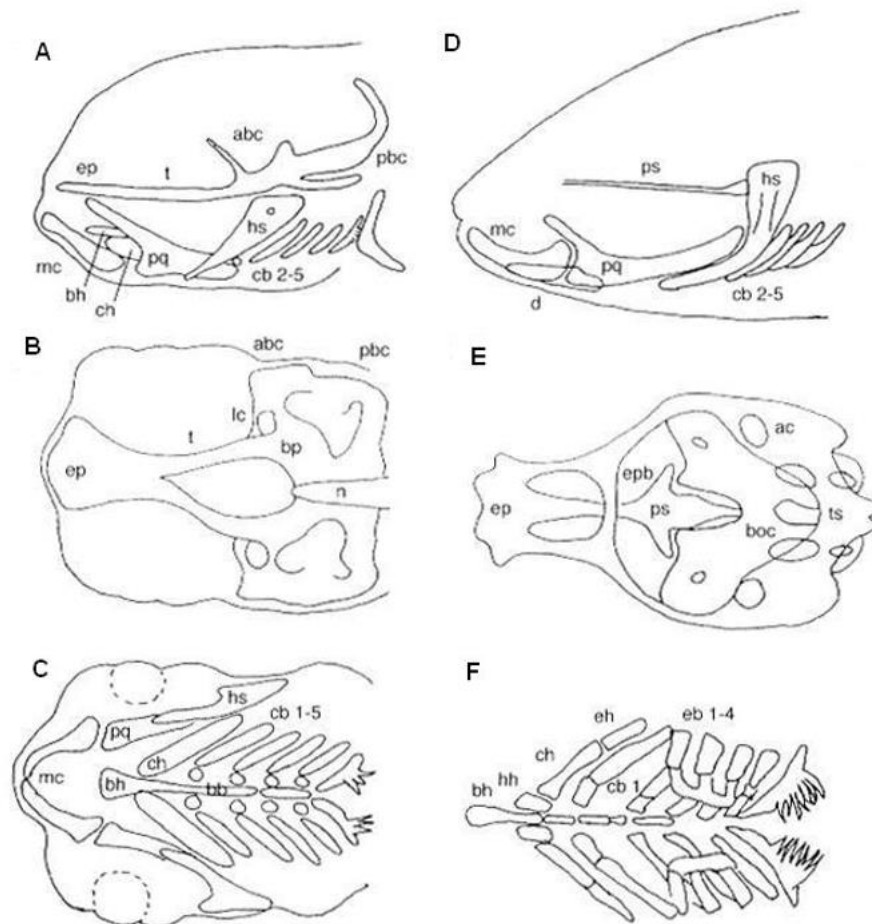 A
abc
pbc
ep
t
hs
mc
pq
bh
ch
cb 2-5
D
ps
hs
mc
pq
d
cb 2-5
B
abc
pbc
lc
t
bp
ep
n
E
ac
epb
ep
ps
ts
boc
C
hs
cb 1-5
pq
ch
mc
bh
bb
F
eh
eb 1-4
ch
hh
bh
cb 1